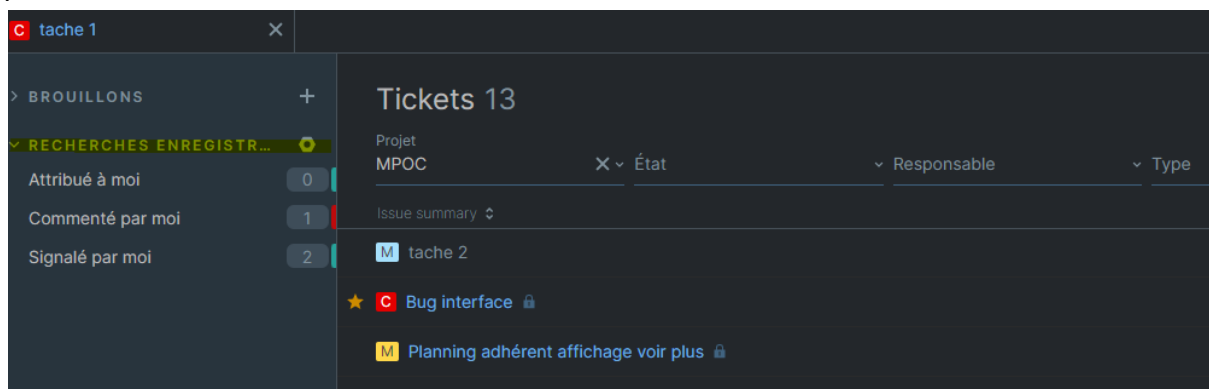 C tache 1
BROUILLONS
RECHERCHES ENREGISTR...
Attribué à moi 0
Commenté par moi 1
Signalé par moi 2
Tickets 13
Projet
MPOC État Responsable Type
Issue summary
M tache 2
C Bug interface
M Planning adhérent affichage voir plus